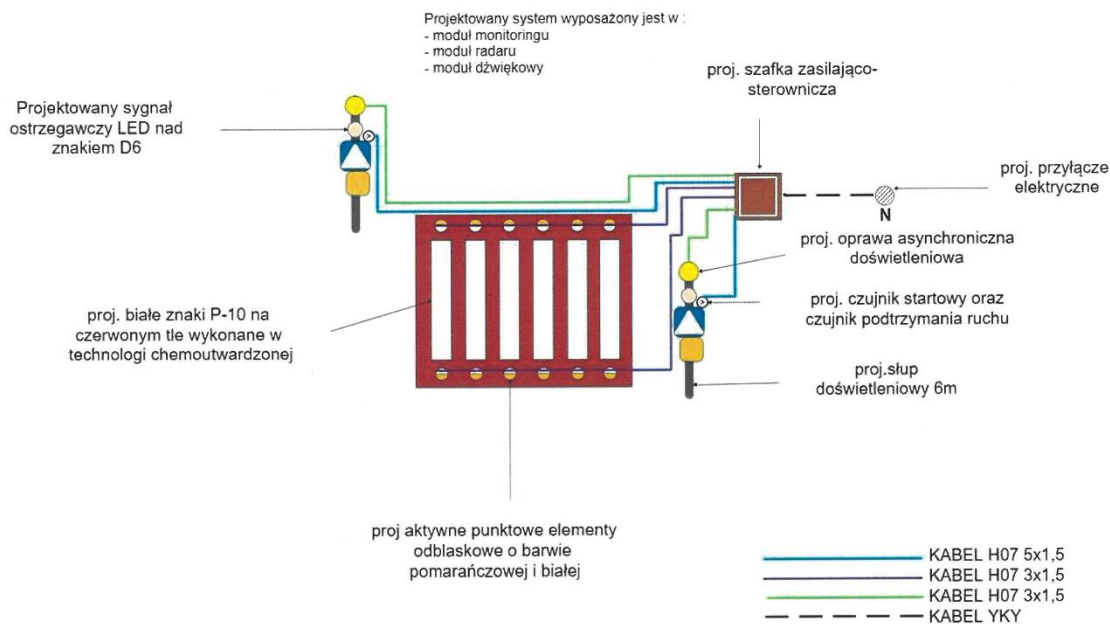 Projektowany system wyposażony jest w :
- moduł monitoringu
- moduł radaru
- moduł dźwiękowy
proj. szafka zasilająco-
sterownicza
Projektowany sygnał
ostrzegawczy LED nad
znakiem D6
proj. przyłącze
elektryczne
N
proj. oprawa asynchroniczna
doświetleniowa
proj. czujnik startowy oraz
czujnik podtrzymania ruchu
proj. białe znaki P-10 na
czerwonym tle wykonane w
technologi chemoutwardzonej
proj.słup
doświetleniowy 6m
proj aktywne punktowe elementy
odblaskowe o barwie
pomarańczowej i białej
KABEL H07 5x1,5
KABEL H07 3x1,5
KABEL H07 3x1,5
KABEL YKY